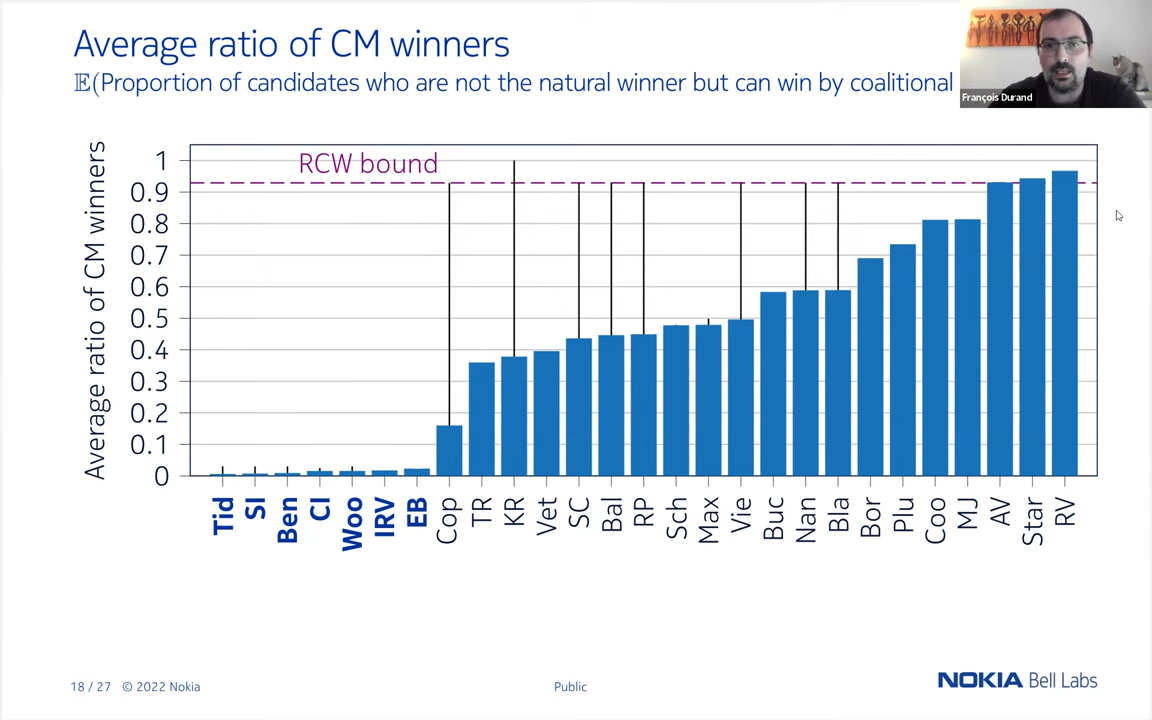 Average ratio of CM winners
𝔼(Proportion of candidates who are not the natural winner but can win by coalitional
François Durand
Average ratio of CM winners
RCW bound
1
0.9
0.8
0.7
0.6
0.5
0.4
0.3
0.2
0.1
0
Tid SI Ben CI Woo IRV EB Cop TR KR Vet SC Bal RP Sch Max Vie Buc Nan Bla Bor Plu Coo MJ AV Star RV
18 / 27 © 2022 Nokia
Public
NOKIA Bell Labs